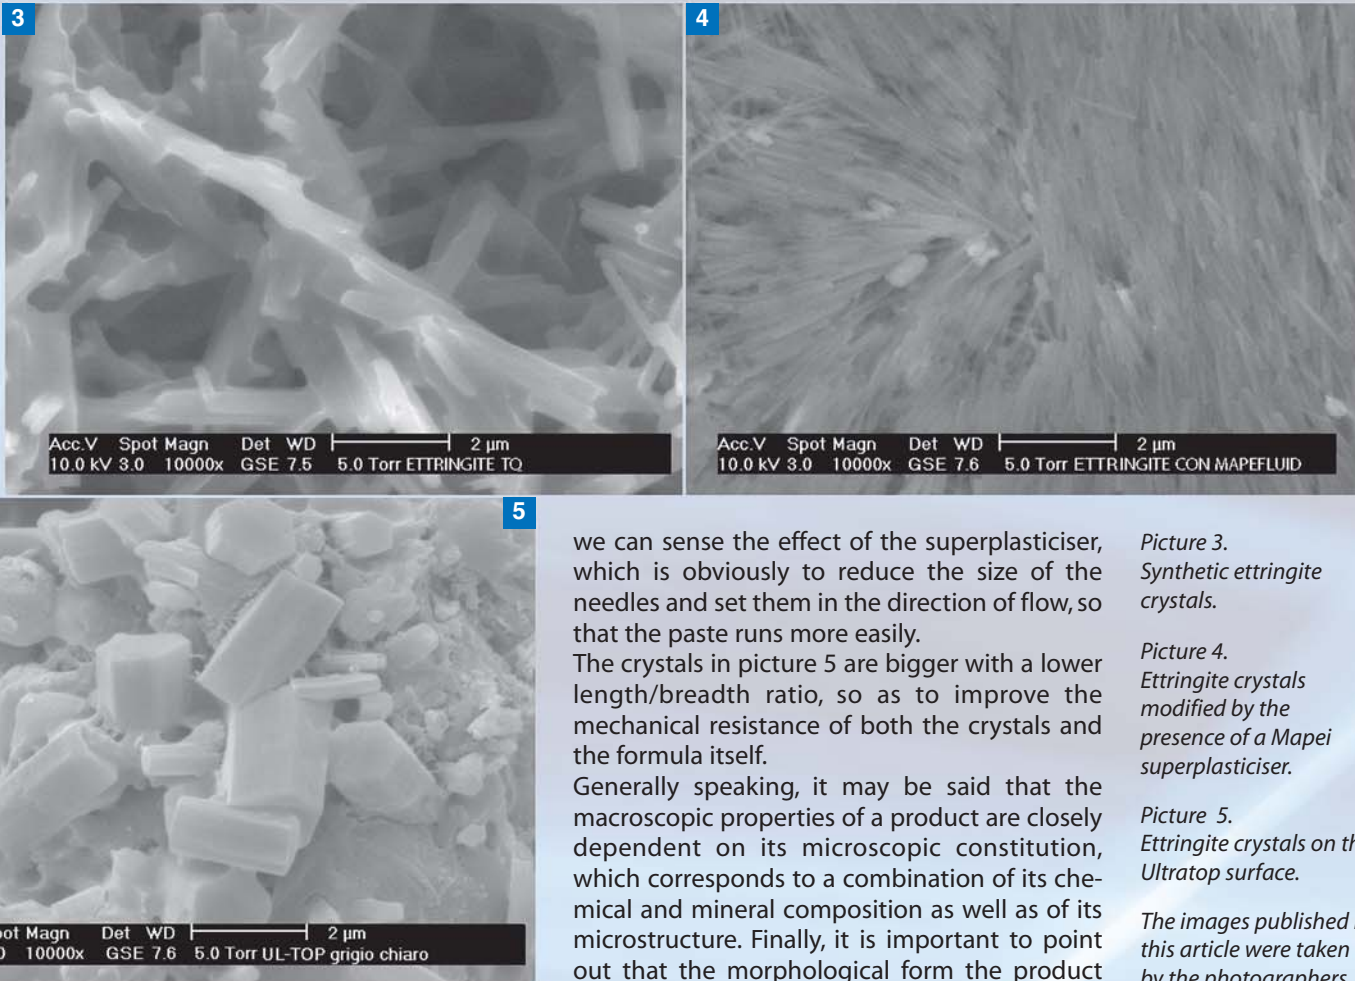 3
Acc.V Spot Magn Det WD 2 µm
10.0 kV 3.0 10000x GSE 7.5 5.0 Torr ETTRINGITE TQ
4
Acc.V Spot Magn Det WD 2 µm
10.0 kV 3.0 10000x GSE 7.6 5.0 Torr ETTRINGITE CON MAPEFLUID
5
Magn Det WD 2 µm
10000x GSE 7.6 5.0 Torr UL-TOP grigio chiaro
we can sense the effect of the superplasticiser,
which is obviously to reduce the size of the
needles and set them in the direction of flow, so
that the paste runs more easily.
The crystals in picture 5 are bigger with a lower
length/breadth ratio, so as to improve the
mechanical resistance of both the crystals and
the formula itself.
Generally speaking, it may be said that the
macroscopic properties of a product are closely
dependent on its microscopic constitution,
which corresponds to a combination of its che-
mical and mineral composition as well as of its
microstructure. Finally, it is important to point
out that the morphological form the product
Picture 3.
Synthetic ettringite
crystals.
Picture 4.
Ettringite crystals
modified by the
presence of a Mapei
superplasticiser.
Picture 5.
Ettringite crystals on
Ultratop surface.
The images published
this article were taken
by the photographers